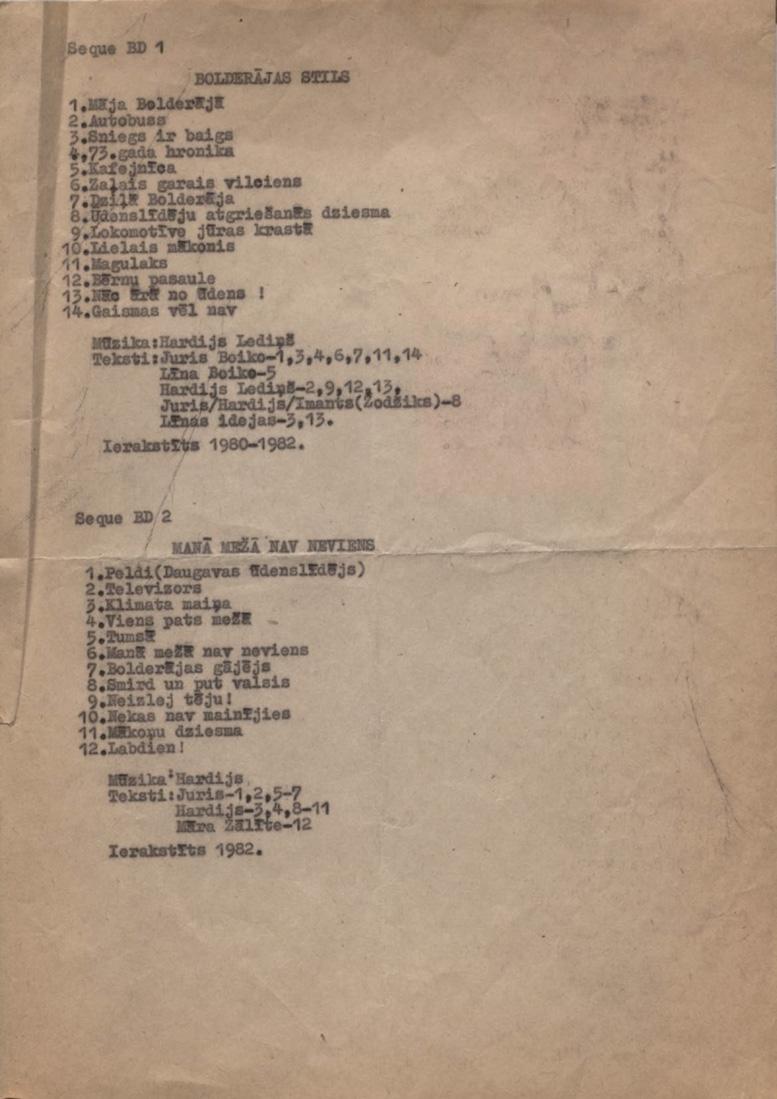 Seque BD 1
BOLDERĀJAS STILS
1.Māja Bolderājā
2.Autobuss
3.Sniegs ir baigs
4,73.gada hronika
5.Kafejnīca
6.Zaļais garais vilciens
7.Dziļā Bolderāja
8.Ūdenslīdēju atgriešanās dziesma
9.Lokomotīve jūras krastā
10.Lielais mākonis
11.Magulaks
12.Bērnu pasaule
13.Nāc ārā no ūdens !
14.Gaismas vēl nav
Mūzika:Hardijs Lediņš
Teksti:Juris Boiko-1,3,4,6,7,11,14
Līna Boiko-5
Hardijs Lediņš-2,9,12,13,
Juris/Hardijs/Imants(Žodžiks)-8
Līnas idejas-3,13.
Ierakstīts 1980-1982.
Seque BD 2
MANĀ MEŽĀ NAV NEVIENS
1.Peldi(Daugavas ūdenslīdējs)
2.Televizors
3.Klimata maiņa
4.Viens pats mežā
5.Tumsā
6.Manā mežā nav neviens
7.Bolderājas gājējs
8.Smird un put valsis
9.Neizlej tēju!
10.Nekas nav mainījies
11.Mākoņu dziesma
12.Labdien!
Mūzika:Hardijs
Teksti:Juris-1,2,5-7
Hardijs-3,4,8-11
Māra Zālīte-12
Ierakstīts 1982.